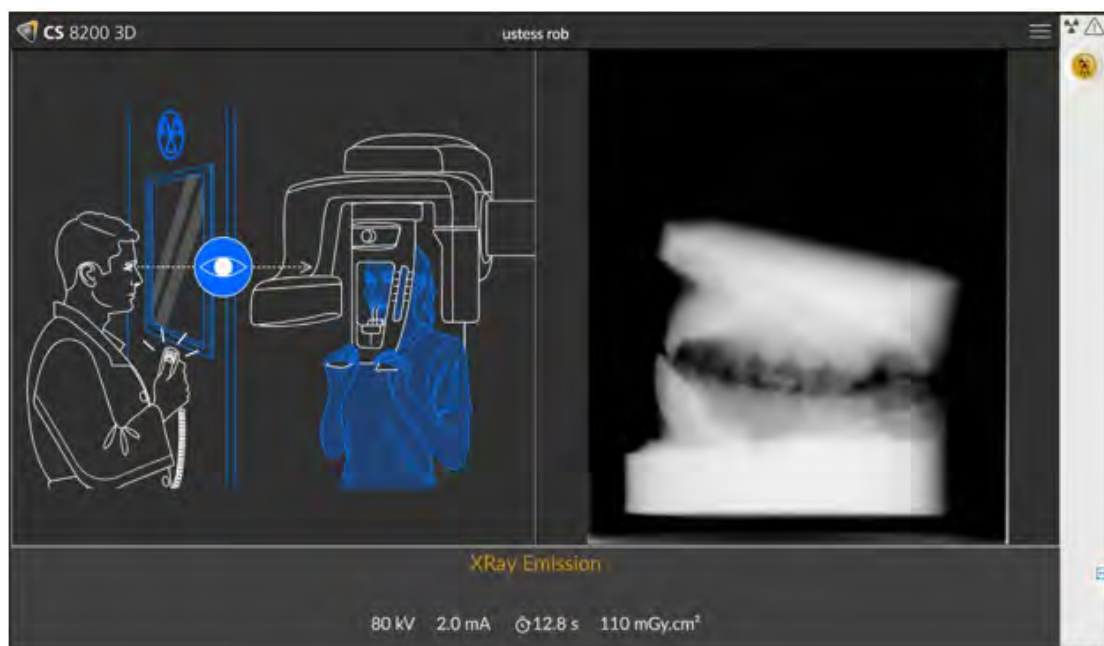 CS 8200 3D
ustess rob
XRay Emission
80 kV 2.0 mA 12.8 s 110 mGy.cm²